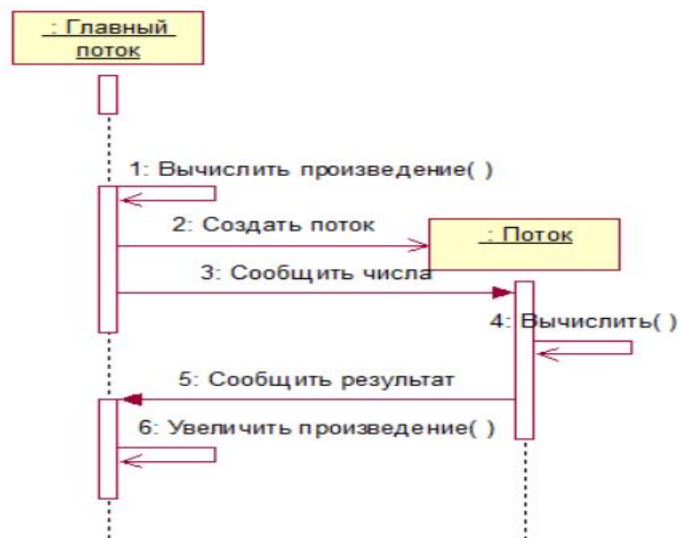 : Главный
поток
1: Вычислить произведение( )
2: Создать поток
: Поток
3: Сообщить числа
4: Вычислить( )
5: Сообщить результат
6: Увеличить произведение( )